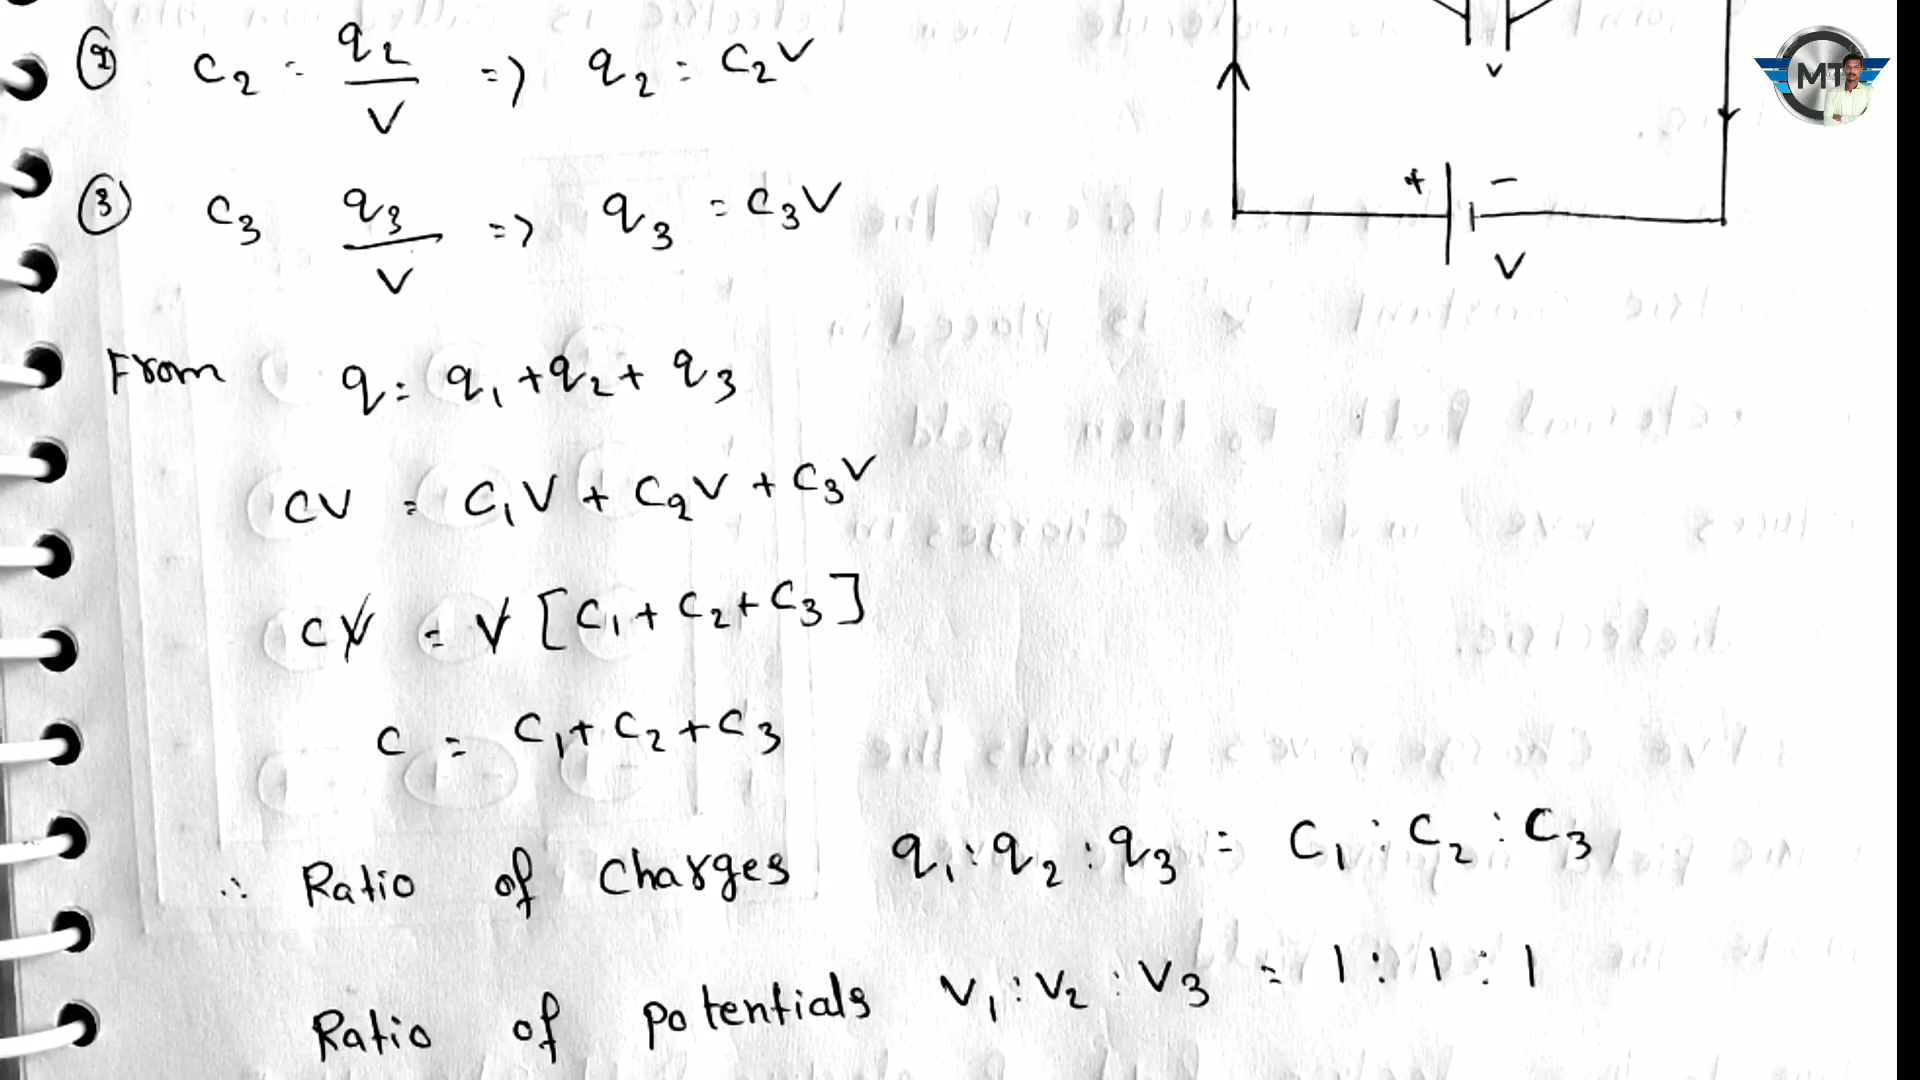 ② C2 = q2/V => q2 = C2V
V
③ C3 q3/V => q3 = C3V
+ -
V
From q = q1 + q2 + q3
CV = C1V + C2V + C3V
CV = V [C1 + C2 + C3]
C = C1 + C2 + C3
∴ Ratio of Charges q1 : q2 : q3 = C1 : C2 : C3
Ratio of potentials V1 : V2 : V3 = 1 : 1 : 1
MT